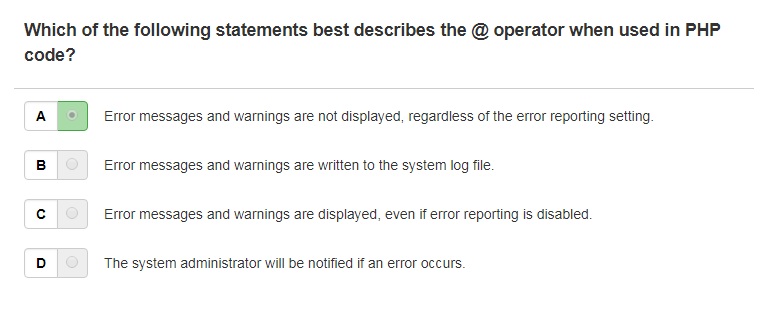 Which of the following statements best describes the @ operator when used in PHP
code?
A Error messages and warnings are not displayed, regardless of the error reporting setting.
B Error messages and warnings are written to the system log file.
C Error messages and warnings are displayed, even if error reporting is disabled.
D The system administrator will be notified if an error occurs.